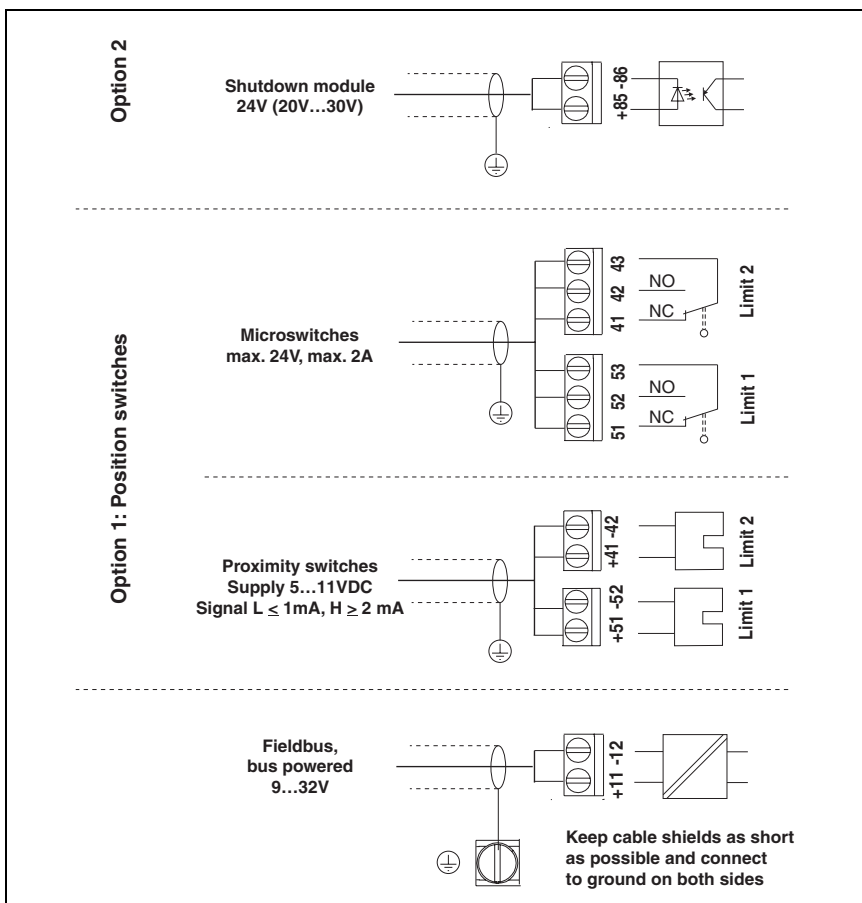 Option 2
Shutdown module
24V (20V...30V)
+85 -86
Option 1: Position switches
Microswitches
max. 24V, max. 2A
43
42
41
NO
NC
Limit 2
53
52
51
NO
NC
Limit 1
Proximity switches
Supply 5...11VDC
Signal L ≤ 1mA, H ≥ 2 mA
+41 -42
Limit 2
+51 -52
Limit 1
Fieldbus,
bus powered
9...32V
+11 -12
Keep cable shields as short
as possible and connect
to ground on both sides